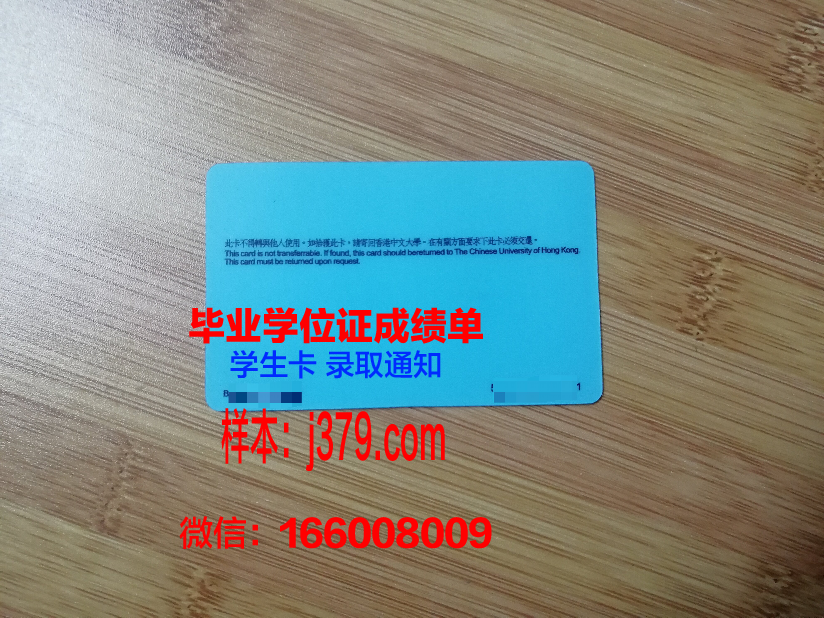 此卡不得轉與他人使用。如拾獲此卡，請寄回香港中文大學。在有關方面要求下此卡必須交還。
This card is not transferrable. If found, this card should bereturned to The Chinese University of Hong Kong.
This card must be relurned upon request.
毕业学位证成绩单
学生卡 录取通知
B
1
样本：j379.com
微信：166008009